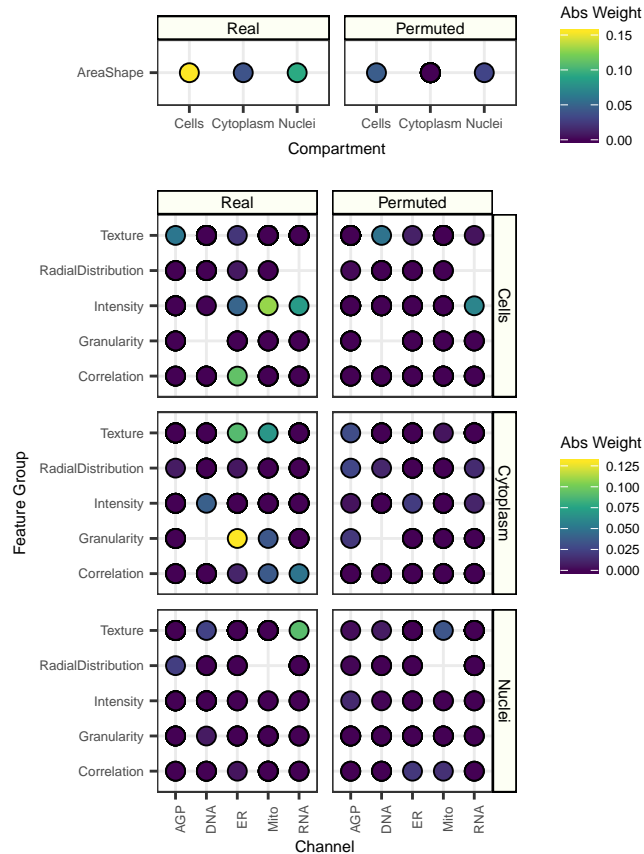 Real Permuted
AreaShape
Cells Cytoplasm Nuclei Cells Cytoplasm Nuclei
Compartment
Abs Weight
0.15
0.10
0.05
0.00
Real Permuted
Texture
RadialDistribution
Intensity
Granularity
Correlation
Cells
Texture
RadialDistribution
Intensity
Granularity
Correlation
Cytoplasm
Texture
RadialDistribution
Intensity
Granularity
Correlation
Nuclei
Feature Group
AGP DNA ER Mito RNA AGP DNA ER Mito RNA
Channel
Abs Weight
0.125
0.100
0.075
0.050
0.025
0.000